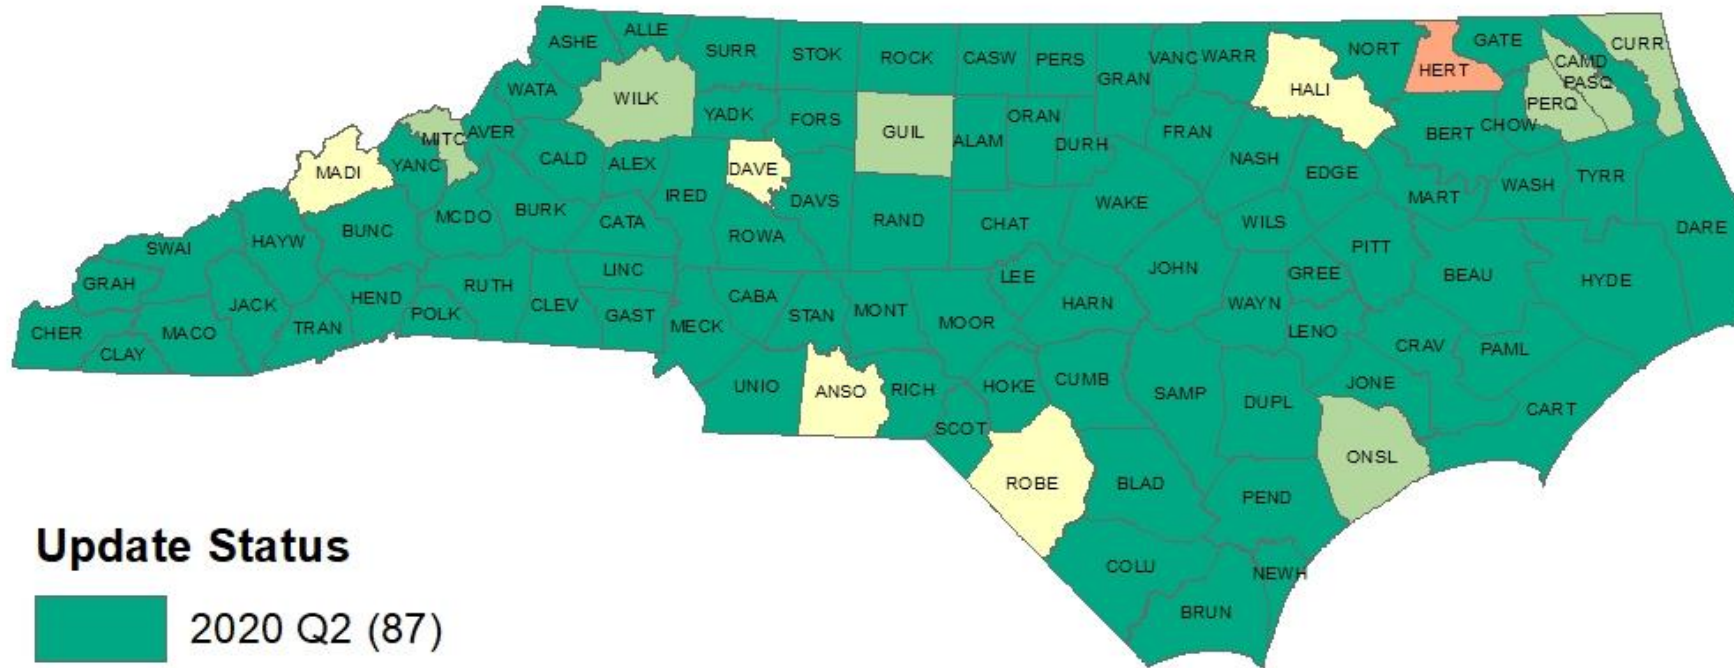 ASHE
ALLE
SURR
STOK
ROCK
CASW
PERS
GRAN
VANC
WARR
HALI
NORT
HERT
GATE
CAMD
CURR
PASQ
PERQ
CHOW
BERT
WATA
WILK
YADK
FORS
GUIL
ALAM
ORAN
DURH
FRAN
NASH
EDGE
MART
WASH
TYRR
DARE
MITC
AVER
YANC
MADI
CALD
ALEX
IRED
DAVE
DAVS
RAND
CHAT
WAKE
WILS
PITT
BEAU
HYDE
SWAI
HAYW
BUNC
MCDO
BURK
CATA
ROWA
GRAH
JACK
HEND
RUTH
LINC
CABA
STAN
MONT
MOOR
LEE
HARN
JOHN
WAYN
GREE
LENO
CRAV
PAML
CHER
CLAY
MACO
TRAN
POLK
CLEV
GAST
MECK
UNIO
ANSO
RICH
SCOT
HOKE
CUMB
SAMP
DUPL
JONE
CART
ONSL
ROBE
BLAD
PEND
COLU
NEWH
BRUN
Update Status
2020 Q2 (87)